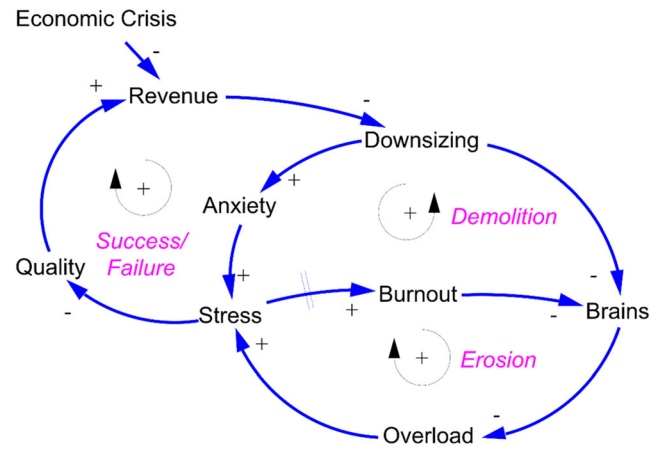 Economic Crisis
-
+
Revenue
-
Downsizing
+
+
Anxiety
+
Demolition
Success/
Failure
Quality
+
-
Burnout
-
Stress
+
-
Brains
+
+
Erosion
-
Overload